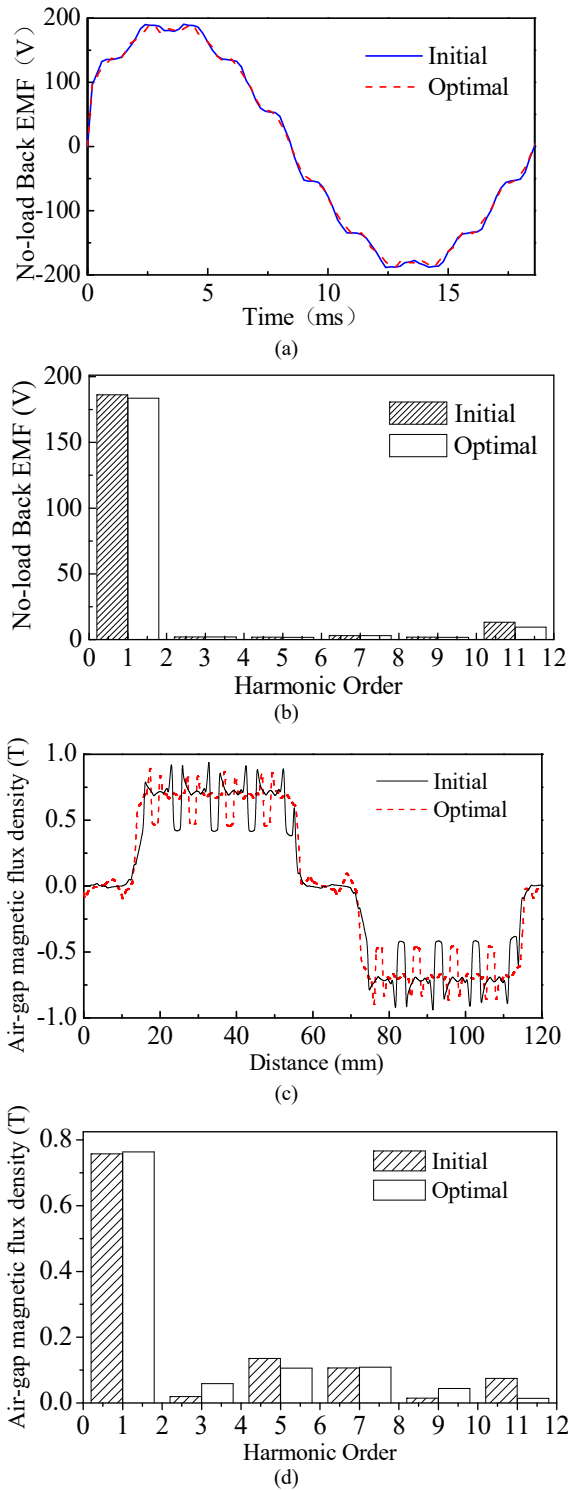 No-load Back EMF（V）
200
100
0
-100
-200
Initial
Optimal
0 5 10 15
Time（ms）
(a)
No-load Back EMF (V)
200
150
100
50
0
Initial
Optimal
0 1 2 3 4 5 6 7 8 9 10 11 12
Harmonic Order
(b)
Air-gap magnetic flux density (T)
1.0
0.5
0.0
-0.5
-1.0
Initial
Optimal
0 20 40 60 80 100 120
Distance (mm)
(c)
Air-gap magnetic flux density (T)
0.8
0.6
0.4
0.2
0.0
Initial
Optimal
0 1 2 3 4 5 6 7 8 9 10 11 12
Harmonic Order
(d)